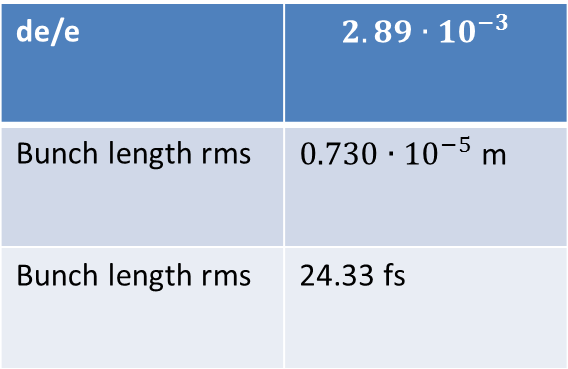 de/e 2.89 · 10⁻³
Bunch length rms 0.730 · 10⁻⁵ m
Bunch length rms 24.33 fs